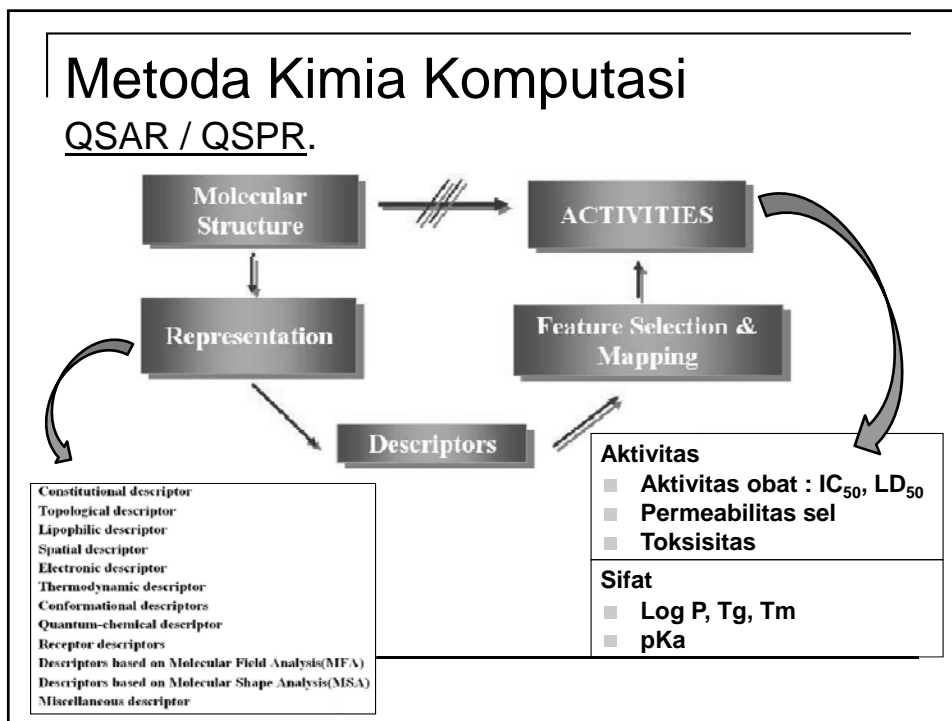 Metoda Kimia Komputasi
QSAR / QSPR.
Molecular
Structure
ACTIVITIES
Representation
Feature Selection &
Mapping
Descriptors
Constitutional descriptor
Topological descriptor
Lipophilic descriptor
Spatial descriptor
Electronic descriptor
Thermodynamic descriptor
Conformational descriptors
Quantum-chemical descriptor
Receptor descriptors
Descriptors based on Molecular Field Analysis(MFA)
Descriptors based on Molecular Shape Analysis(MSA)
Miscellaneous descriptor
Aktivitas
Aktivitas obat : IC50, LD50
Permeabilitas sel
Toksisitas
Sifat
Log P, Tg, Tm
pKa